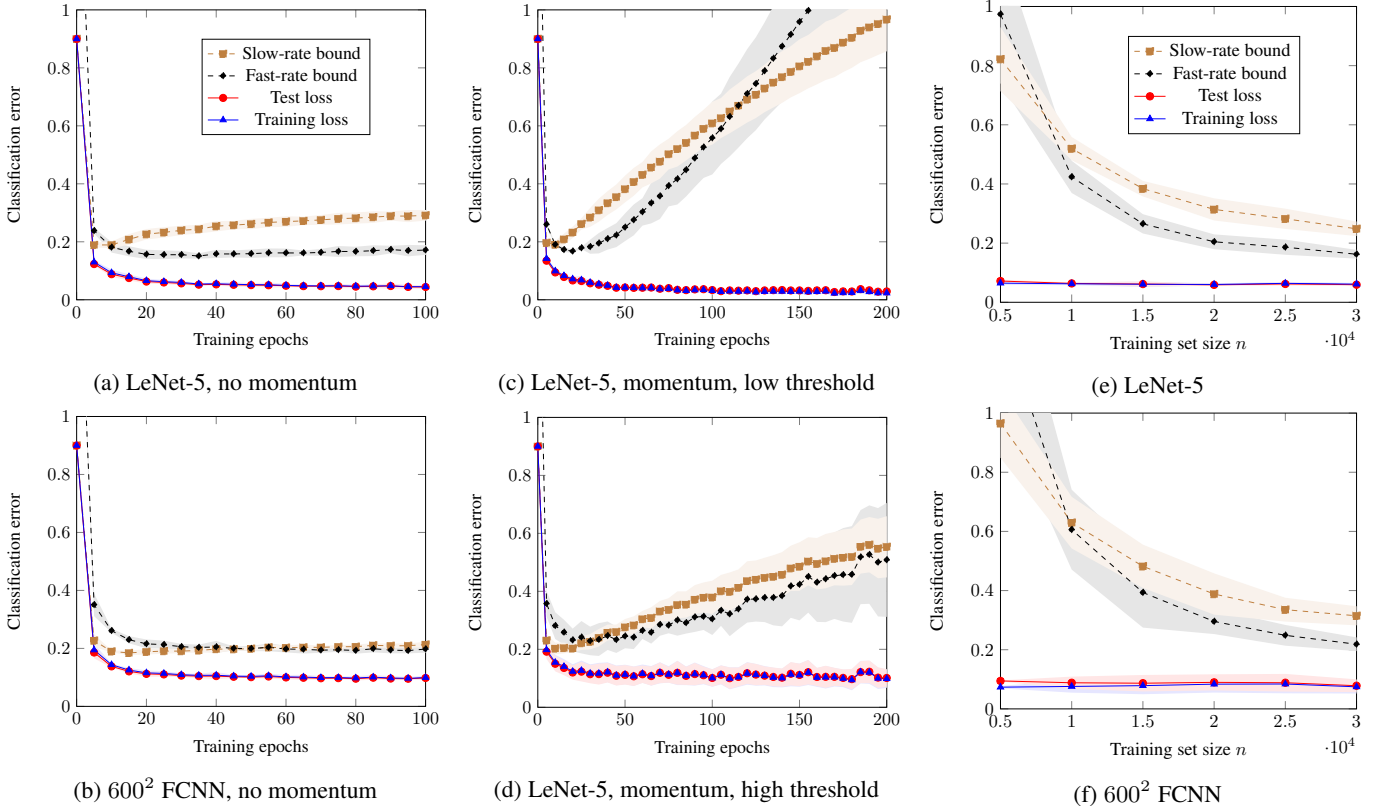 1
0.8
0.6
0.4
0.2
0
0 20 40 60 80 100
Classification error
Training epochs
Slow-rate bound
Fast-rate bound
Test loss
Training loss
(a) LeNet-5, no momentum
1
0.8
0.6
0.4
0.2
0
0 50 100 150 200
Classification error
Training epochs
(c) LeNet-5, momentum, low threshold
1
0.8
0.6
0.4
0.2
0
0.5 1 1.5 2 2.5 3
·10⁴
Classification error
Training set size n
Slow-rate bound
Fast-rate bound
Test loss
Training loss
(e) LeNet-5
1
0.8
0.6
0.4
0.2
0
0 20 40 60 80 100
Classification error
Training epochs
(b) 600² FCNN, no momentum
1
0.8
0.6
0.4
0.2
0
0 50 100 150 200
Classification error
Training epochs
(d) LeNet-5, momentum, high threshold
1
0.8
0.6
0.4
0.2
0
0.5 1 1.5 2 2.5 3
·10⁴
Classification error
Training set size n
(f) 600² FCNN